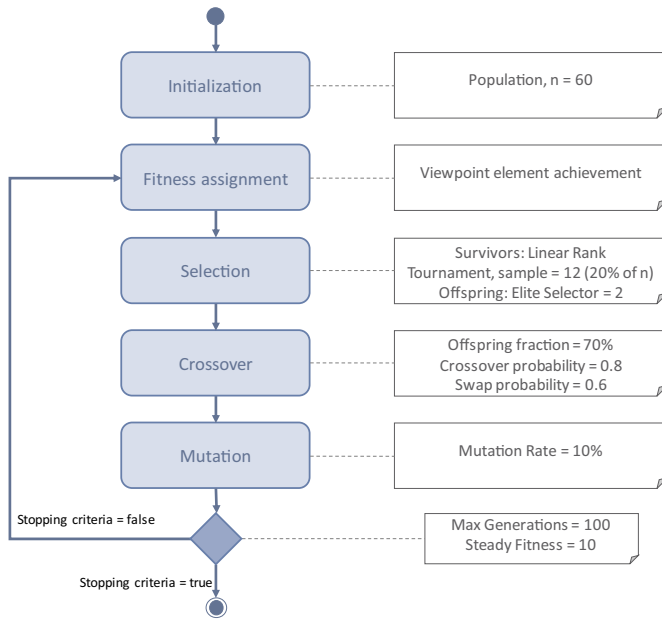 Initialization
Population, n = 60
Fitness assignment
Viewpoint element achievement
Selection
Survivors: Linear Rank
Tournament, sample = 12 (20% of n)
Offspring: Elite Selector = 2
Crossover
Offspring fraction = 70%
Crossover probability = 0.8
Swap probability = 0.6
Mutation
Mutation Rate = 10%
Stopping criteria = false
Max Generations = 100
Steady Fitness = 10
Stopping criteria = true